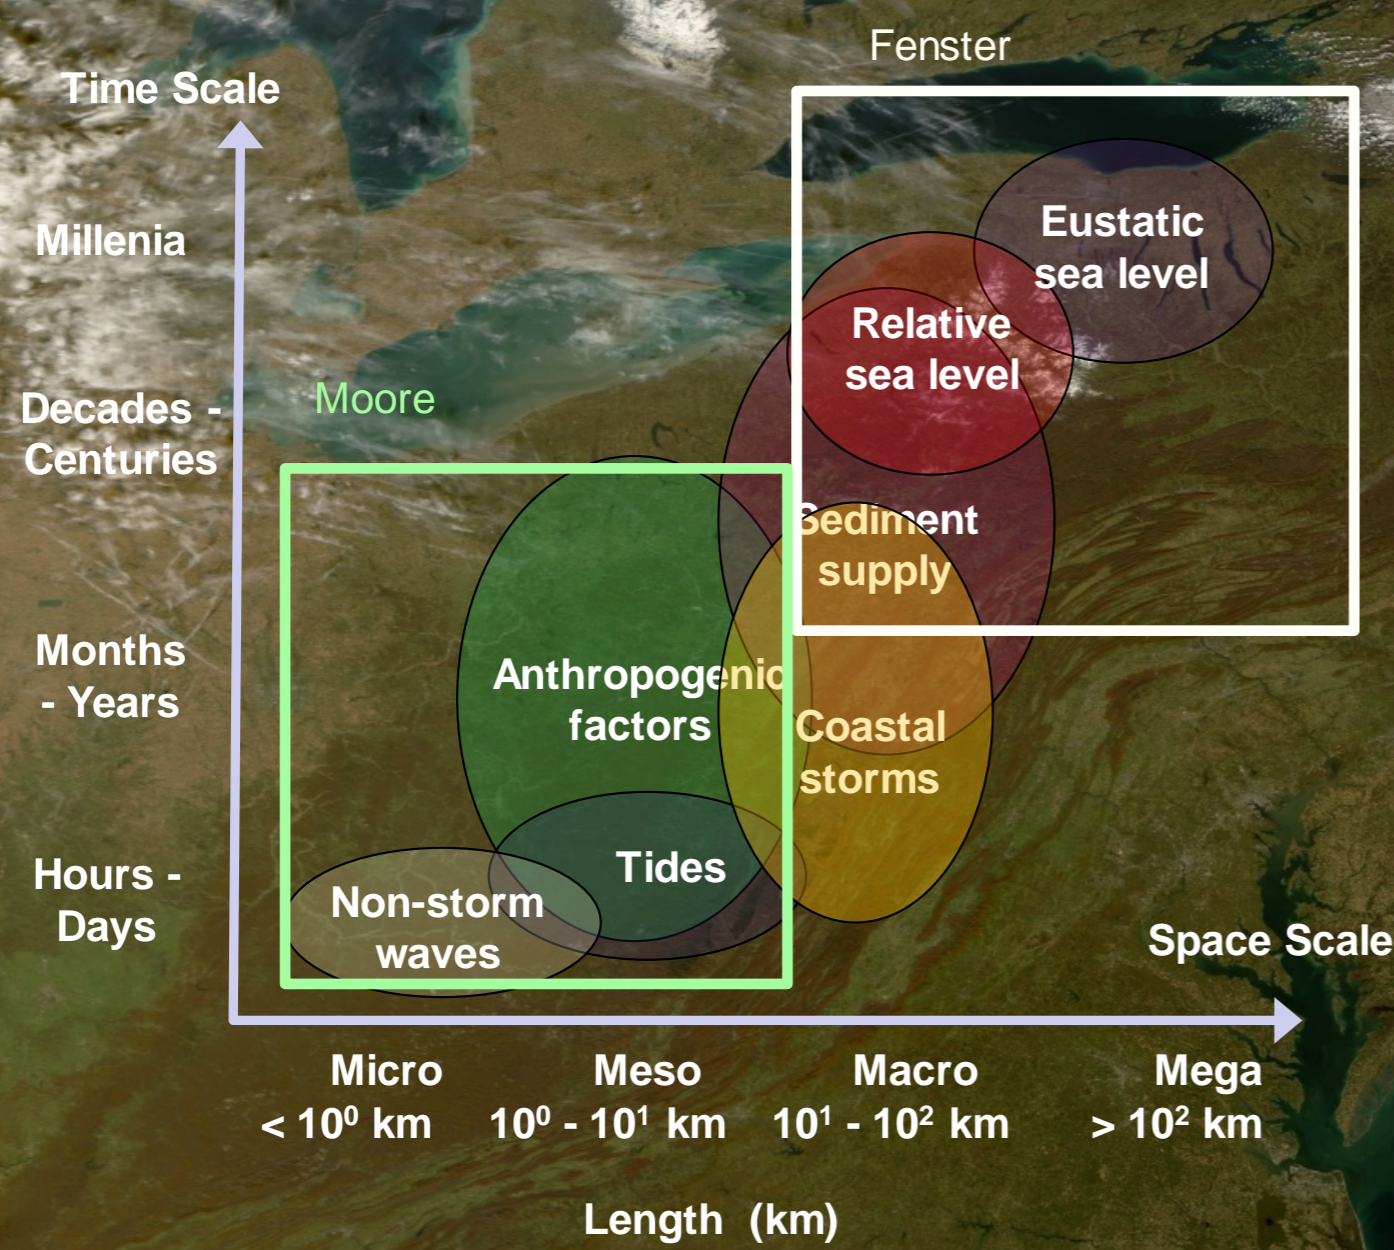 Fenster
Time Scale
Millenia
Eustatic
sea level
Relative
sea level
Moore
Decades -
Centuries
Sediment
supply
Months
- Years
Anthropogenic
factors
Coastal
storms
Hours -
Days
Tides
Non-storm
waves
Space Scale
Micro
< 10⁰ km
Meso
10⁰ - 10¹ km
Macro
10¹ - 10² km
Mega
> 10² km
Length (km)